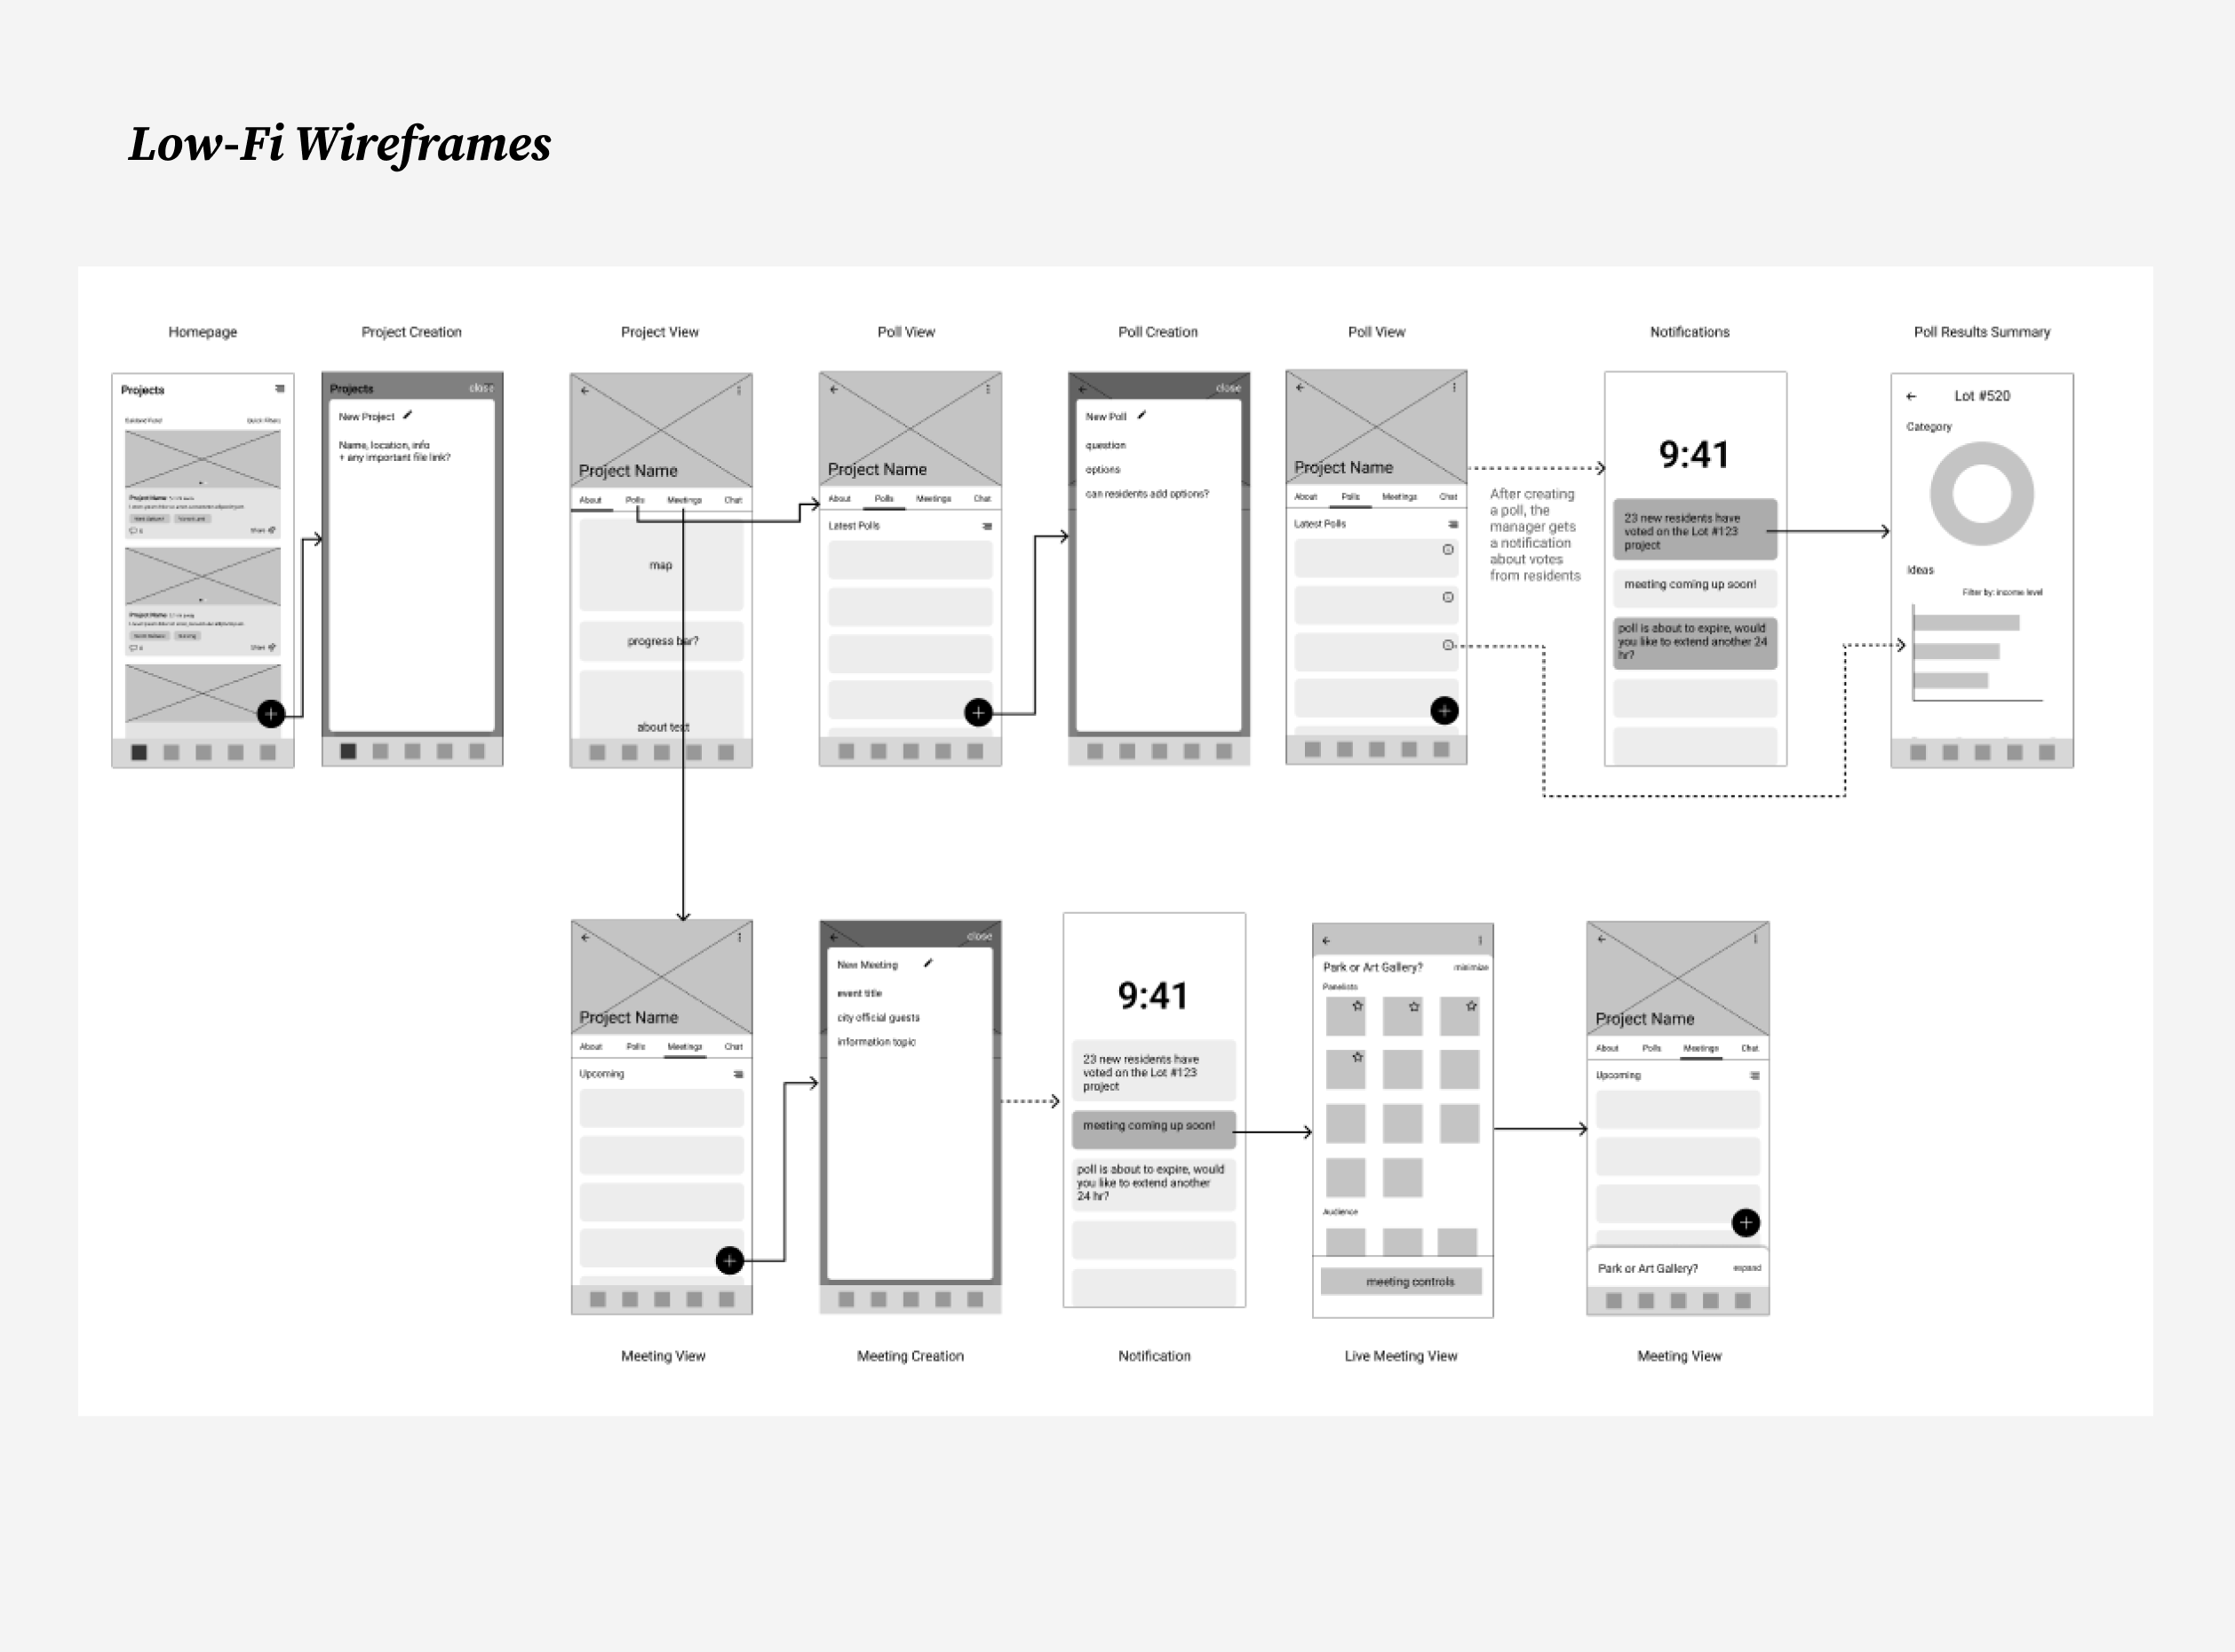 Low-Fi Wireframes
Homepage
Project Creation
Project View
Poll View
Poll Creation
Poll View
Notifications
Poll Results Summary
Projects
Quick Filters
Project Name
Share
Project Name
Share
Projects
close
New Project
Name, location, info
+ any important file link?
Project Name
About Polls Meetings Chat
map
progress bar?
about text
Project Name
About Polls Meetings Chat
Latest Polls
close
New Poll
question
options
can residents add options?
Project Name
About Polls Meetings Chat
Latest Polls
After creating
a poll, the
manager gets
a notification
about votes
from residents
9:41
23 new residents have
voted on the Lot #123
project
meeting coming up soon!
poll is about to expire, would
you like to extend another 24
hr?
Lot #520
Category
Ideas
Filter by: income level
Project Name
About Polls Meetings Chat
Upcoming
close
New Meeting
event title
city official guests
information topic
9:41
23 new residents have
voted on the Lot #123
project
meeting coming up soon!
poll is about to expire, would
you like to extend another
24 hr?
Park or Art Gallery? minimize
Panelists
Audience
meeting controls
Project Name
About Polls Meetings Chat
Upcoming
Park or Art Gallery? expand
Meeting View
Meeting Creation
Notification
Live Meeting View
Meeting View